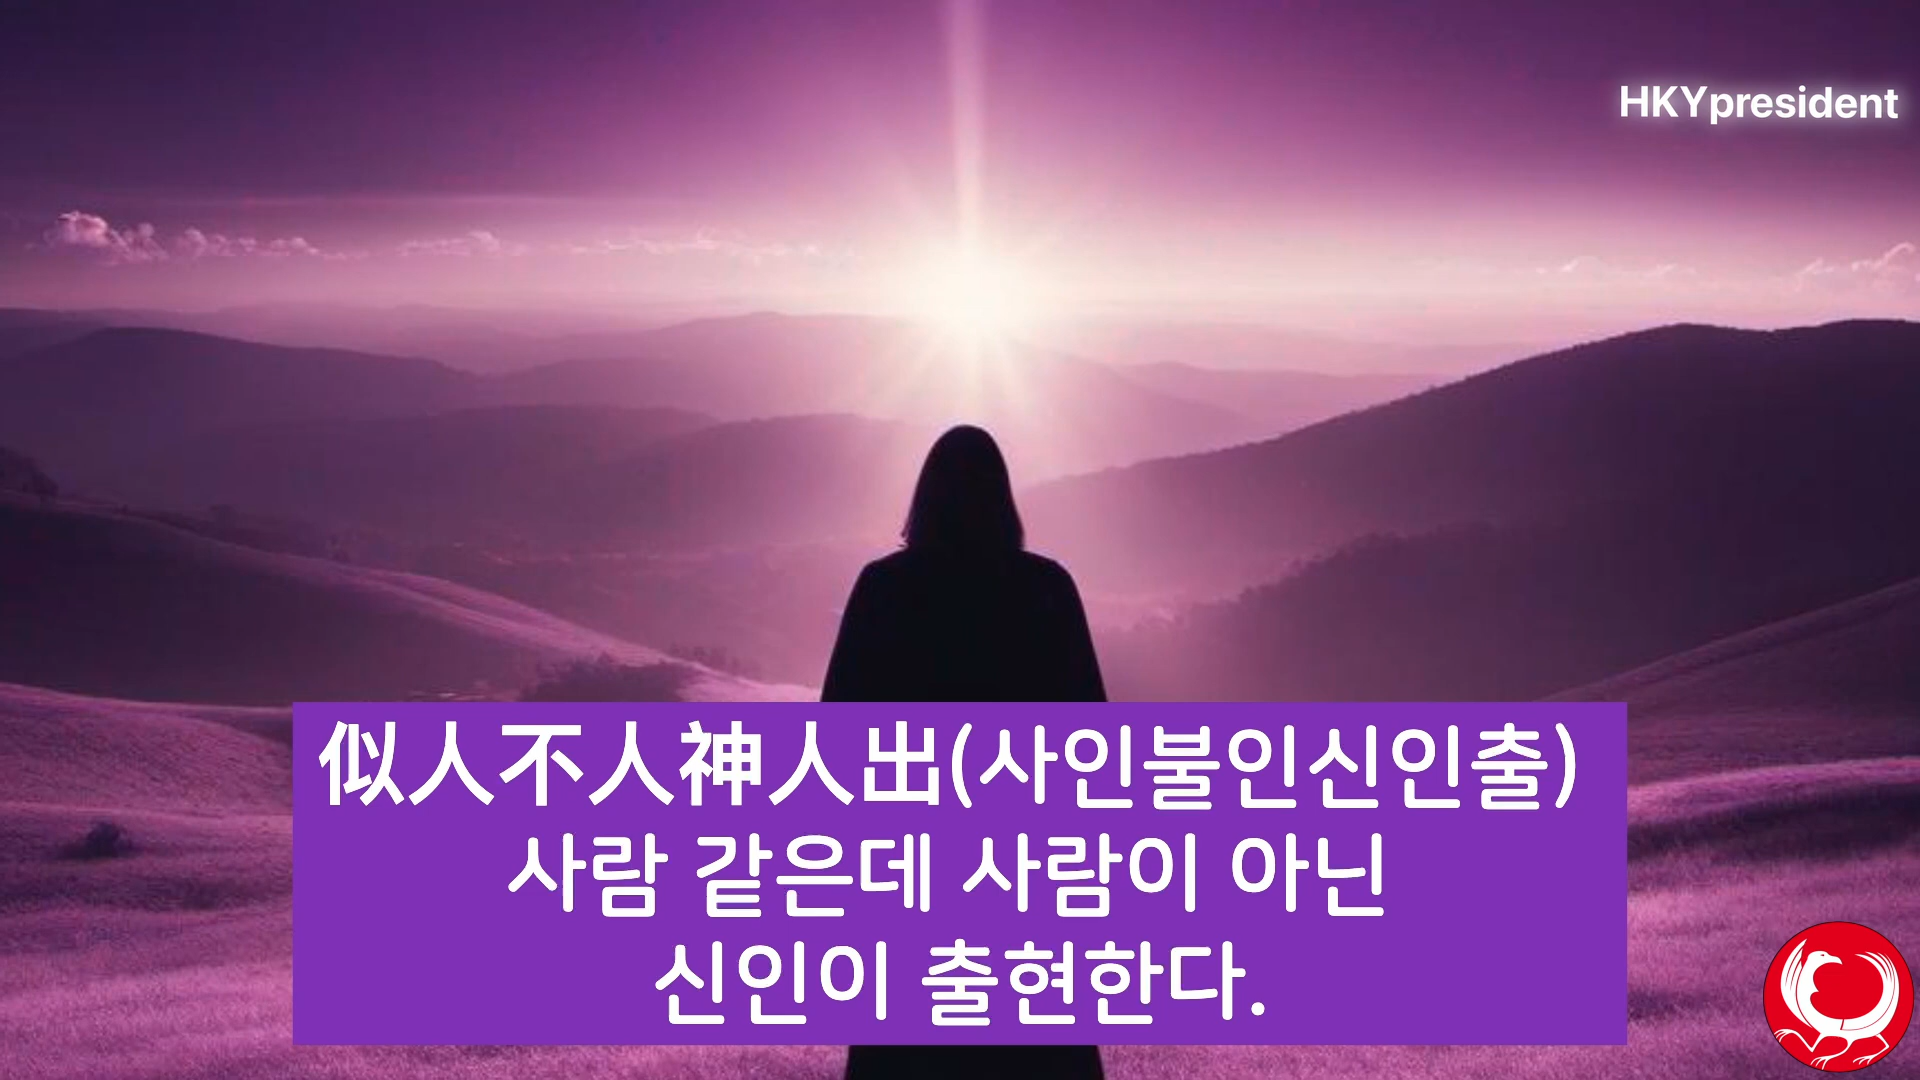 HKYpresident
似人不人神人出(사인불인신인출)
사람 같은데 사람이 아닌
신인이 출현한다.